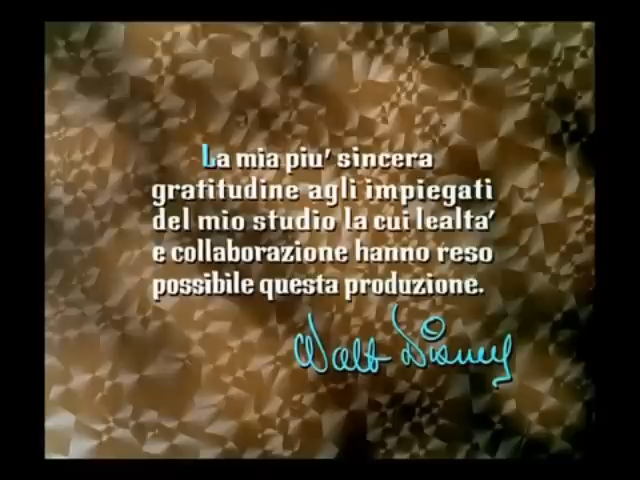 La mia piu' sincera
gratitudine agli impiegati
del mio studio la cui lealta'
e collaborazione hanno reso
possibile questa produzione.
Walt Disney